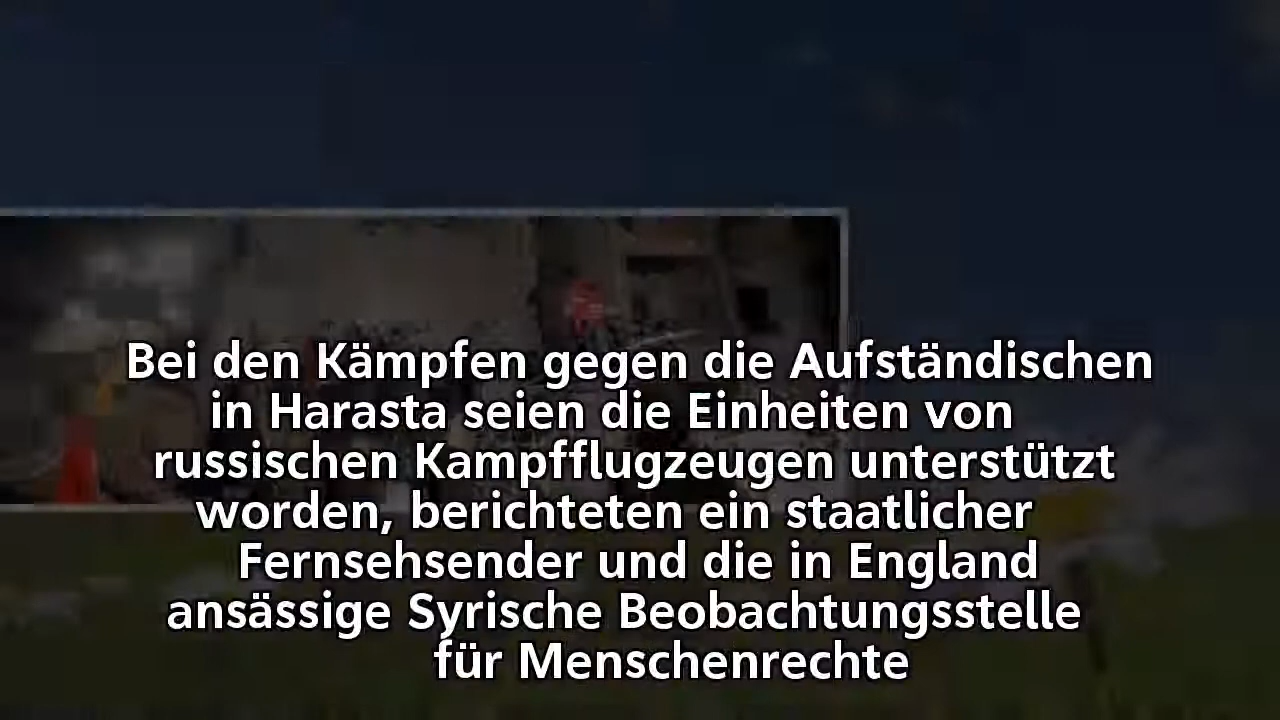 Bei den Kämpfen gegen die Aufständischen
in Harasta seien die Einheiten von
russischen Kampfflugzeugen unterstützt
worden, berichteten ein staatlicher
Fernsehsender und die in England
ansässige Syrische Beobachtungsstelle
für Menschenrechte